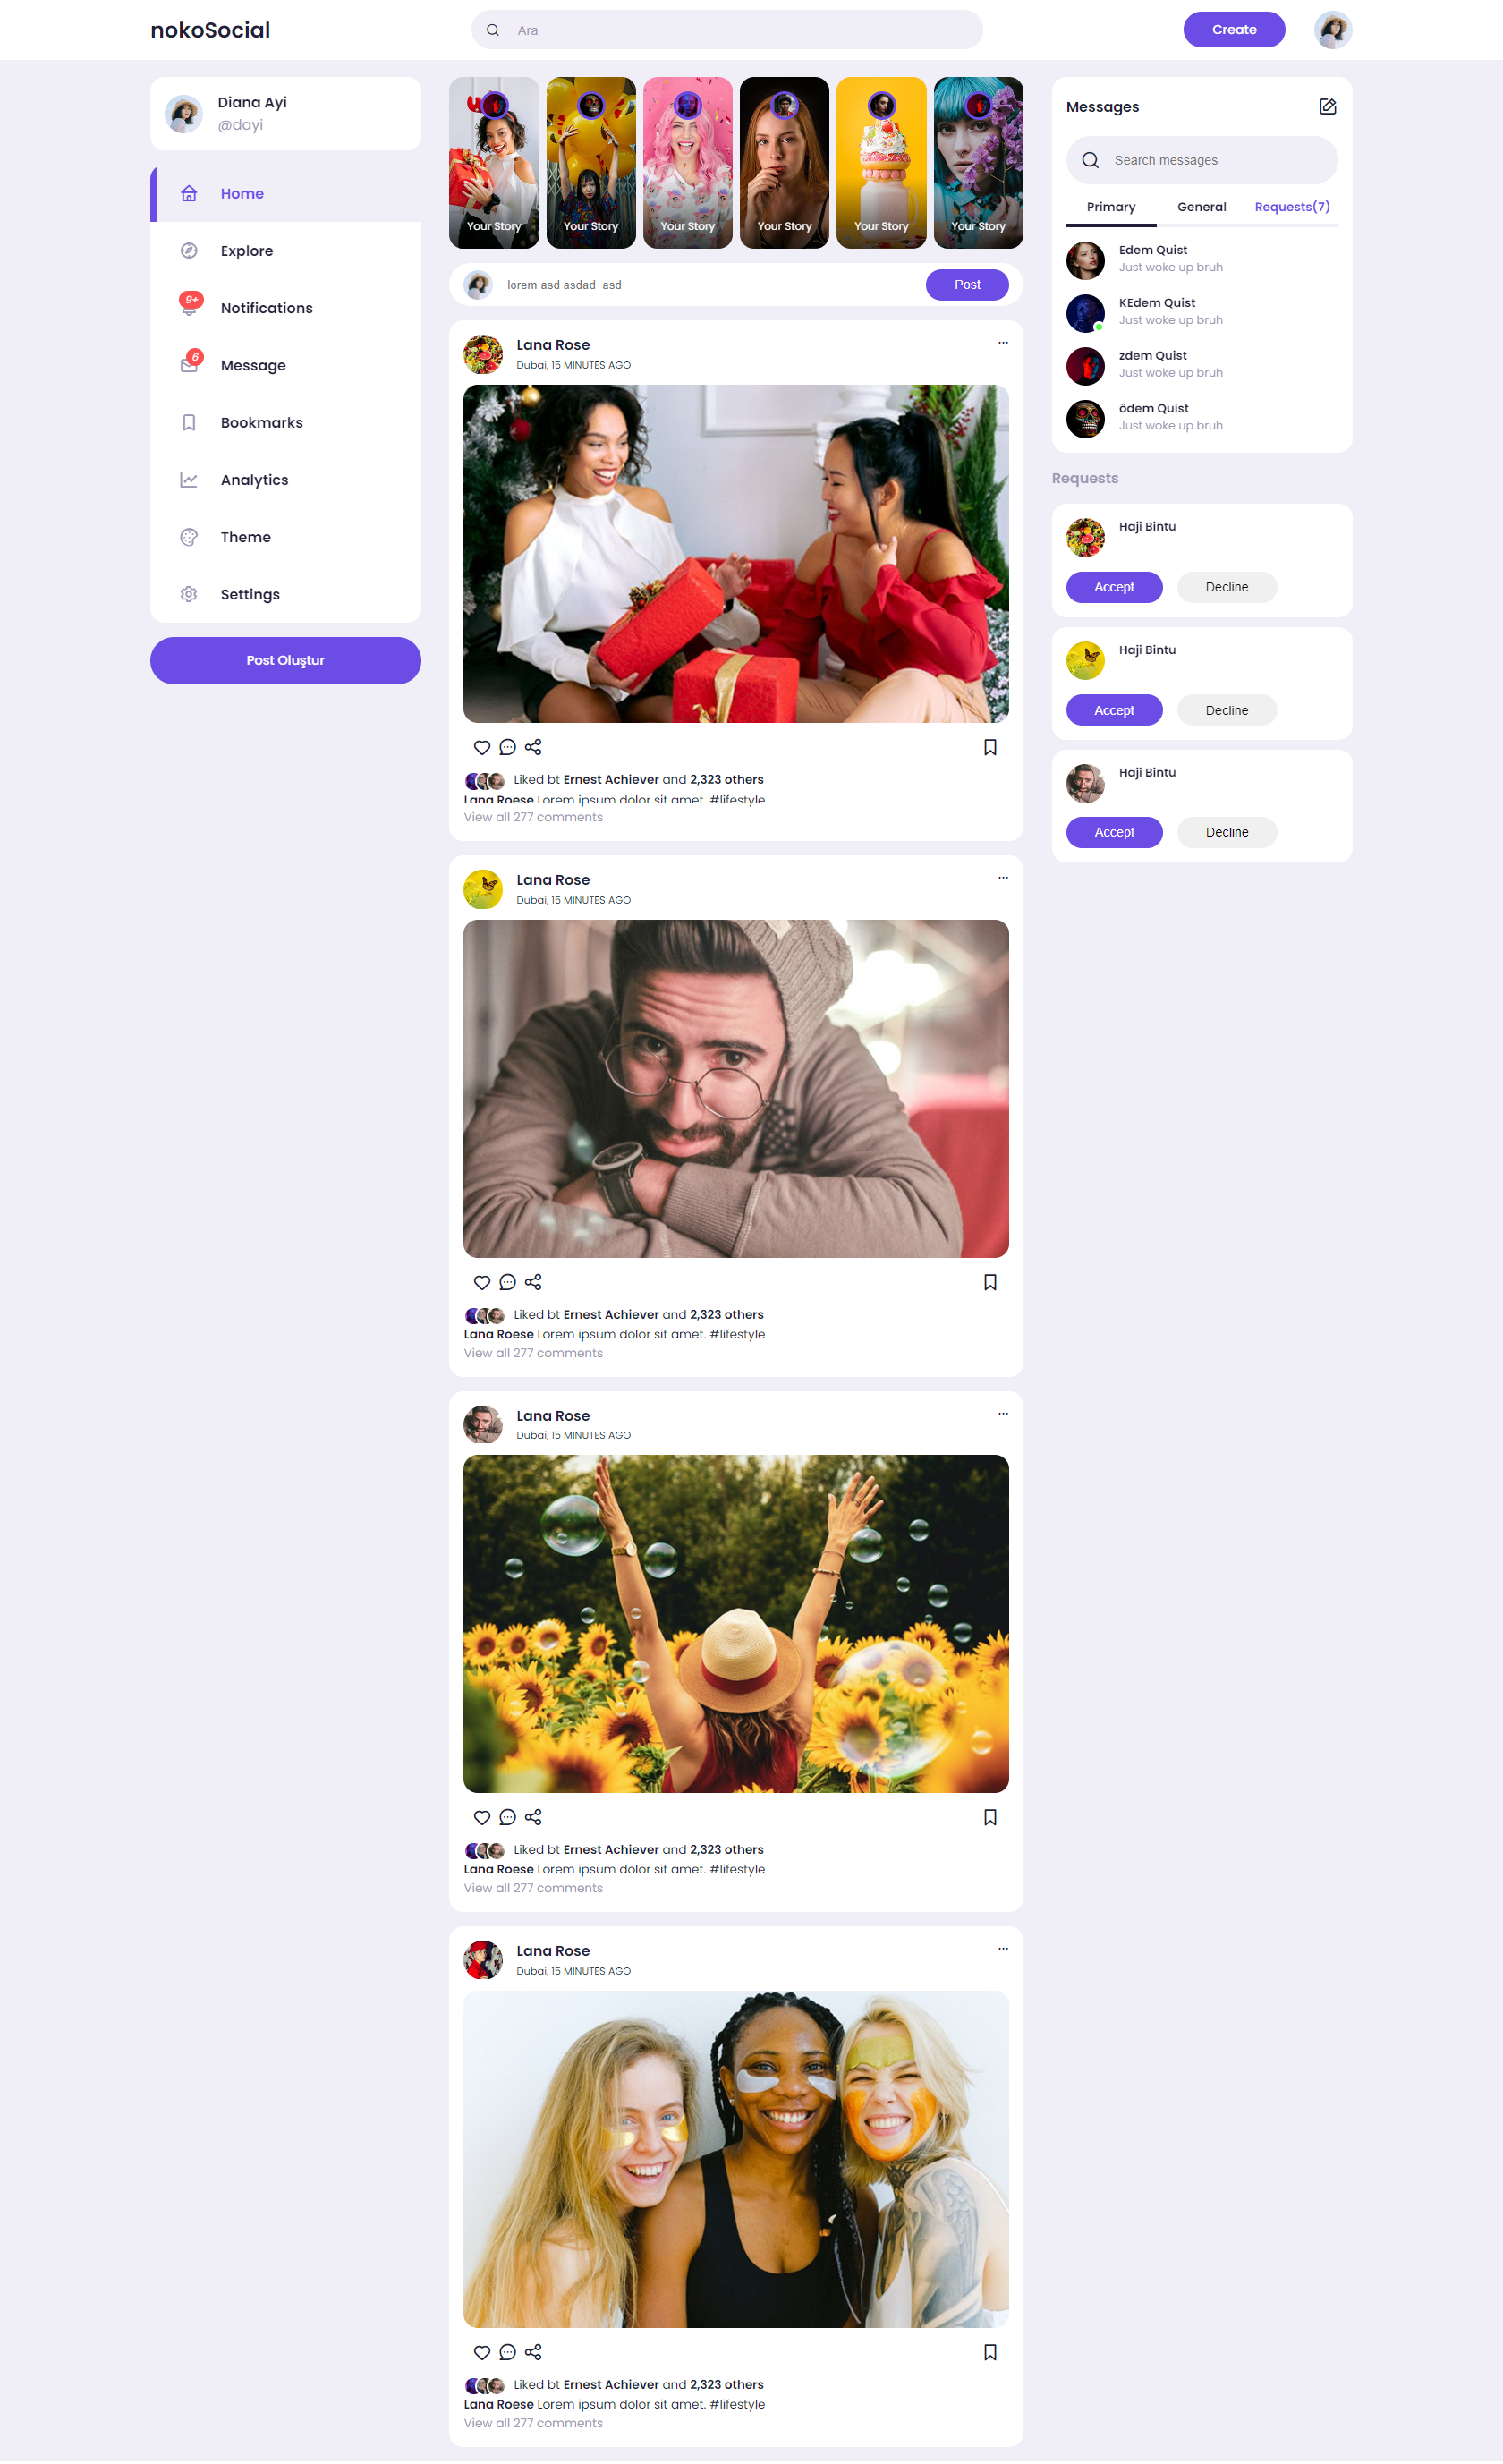 nokoSocial
Ara
Create
Diana Ayi
@dayi
Home
Explore
9+
Notifications
6
Message
Bookmarks
Analytics
Theme
Settings
Post Oluştur
Your Story
Your Story
Your Story
Your Story
Your Story
Your Story
lorem asd asdad asd
Post
Lana Rose
Dubai, 15 MINUTES AGO
Liked bt Ernest Achiever and 2,323 others
Lana Roese Lorem ipsum dolor sit amet. #lifestyle
View all 277 comments
Lana Rose
Dubai, 15 MINUTES AGO
Liked bt Ernest Achiever and 2,323 others
Lana Roese Lorem ipsum dolor sit amet. #lifestyle
View all 277 comments
Lana Rose
Dubai, 15 MINUTES AGO
Liked bt Ernest Achiever and 2,323 others
Lana Roese Lorem ipsum dolor sit amet. #lifestyle
View all 277 comments
Lana Rose
Dubai, 15 MINUTES AGO
Liked bt Ernest Achiever and 2,323 others
Lana Roese Lorem ipsum dolor sit amet. #lifestyle
View all 277 comments
Messages
Search messages
Primary General Requests(7)
Edem Quist
Just woke up bruh
KEdem Quist
Just woke up bruh
zdem Quist
Just woke up bruh
ödem Quist
Just woke up bruh
Requests
Haji Bintu
Accept Decline
Haji Bintu
Accept Decline
Haji Bintu
Accept Decline